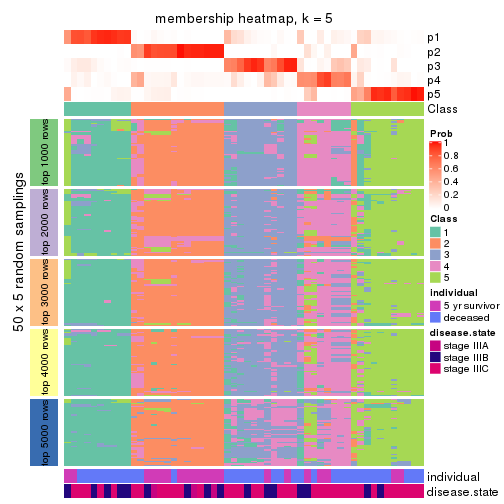 membership heatmap, k = 5
p1
p2
p3
p4
p5
Class
50 x 5 random samplings
top 1000 rows
top 2000 rows
top 3000 rows
top 4000 rows
top 5000 rows
individual
disease.state
Prob
1
0.8
0.6
0.4
0.2
0
Class
1
2
3
4
5
individual
5 yr survivor
deceased
disease.state
stage IIIA
stage IIIB
stage IIIC